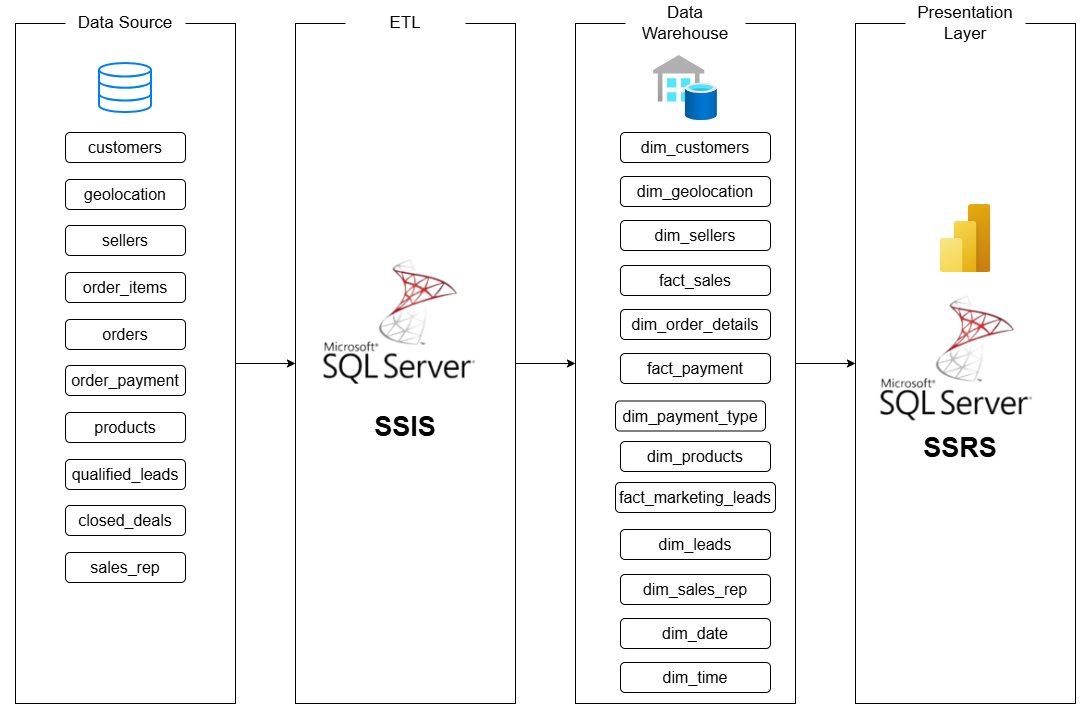 Data Source
customers
geolocation
sellers
order_items
orders
order_payment
products
qualified_leads
closed_deals
sales_rep
ETL
Microsoft®
SQL Server
SSIS
Data
Warehouse
dim_customers
dim_geolocation
dim_sellers
fact_sales
dim_order_details
fact_payment
dim_payment_type
dim_products
fact_marketing_leads
dim_leads
dim_sales_rep
dim_date
dim_time
Presentation
Layer
Microsoft®
SQL Server
SSRS